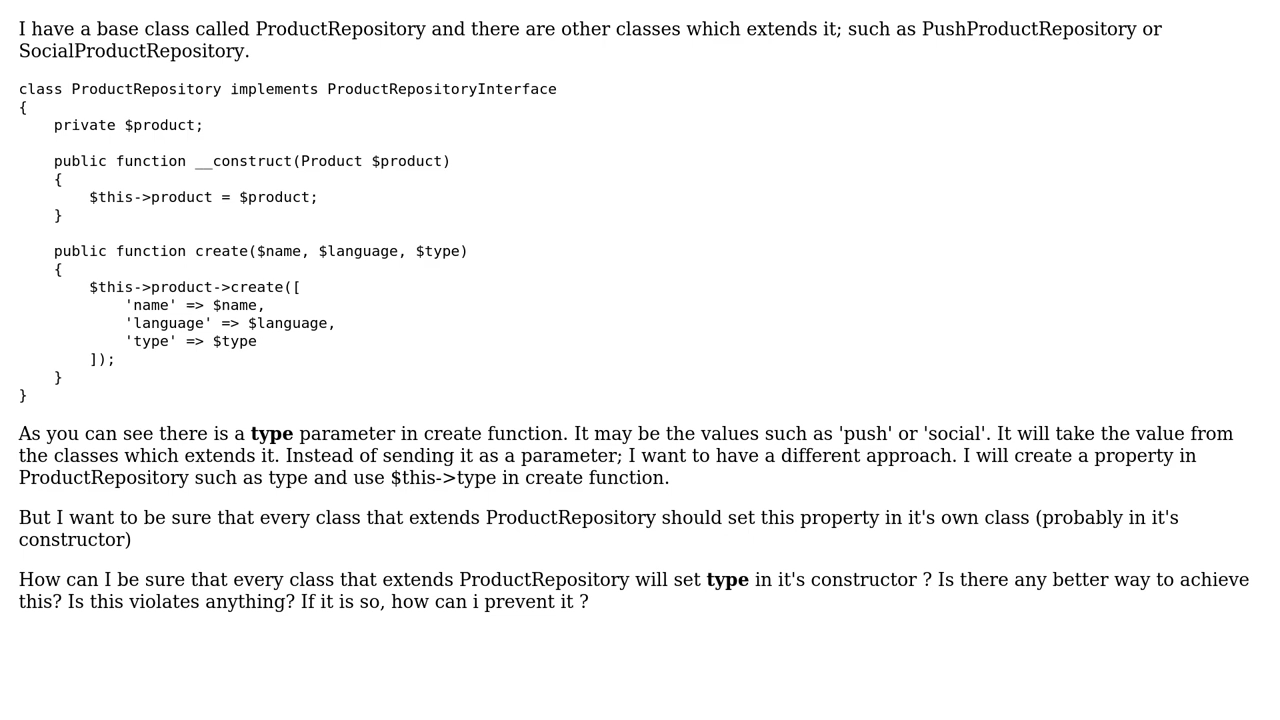 I have a base class called ProductRepository and there are other classes which extends it; such as PushProductRepository or
SocialProductRepository.
class ProductRepository implements ProductRepositoryInterface
{
    private $product;
    public function __construct(Product $product)
    {
        $this->product = $product;
    }
    public function create($name, $language, $type)
    {
        $this->product->create([
            'name' => $name,
            'language' => $language,
            'type' => $type
        ]);
    }
}
As you can see there is a type parameter in create function. It may be the values such as 'push' or 'social'. It will take the value from
the classes which extends it. Instead of sending it as a parameter; I want to have a different approach. I will create a property in
ProductRepository such as type and use $this->type in create function.
But I want to be sure that every class that extends ProductRepository should set this property in it's own class (probably in it's
constructor)
How can I be sure that every class that extends ProductRepository will set type in it's constructor ? Is there any better way to achieve
this? Is this violates anything? If it is so, how can i prevent it ?